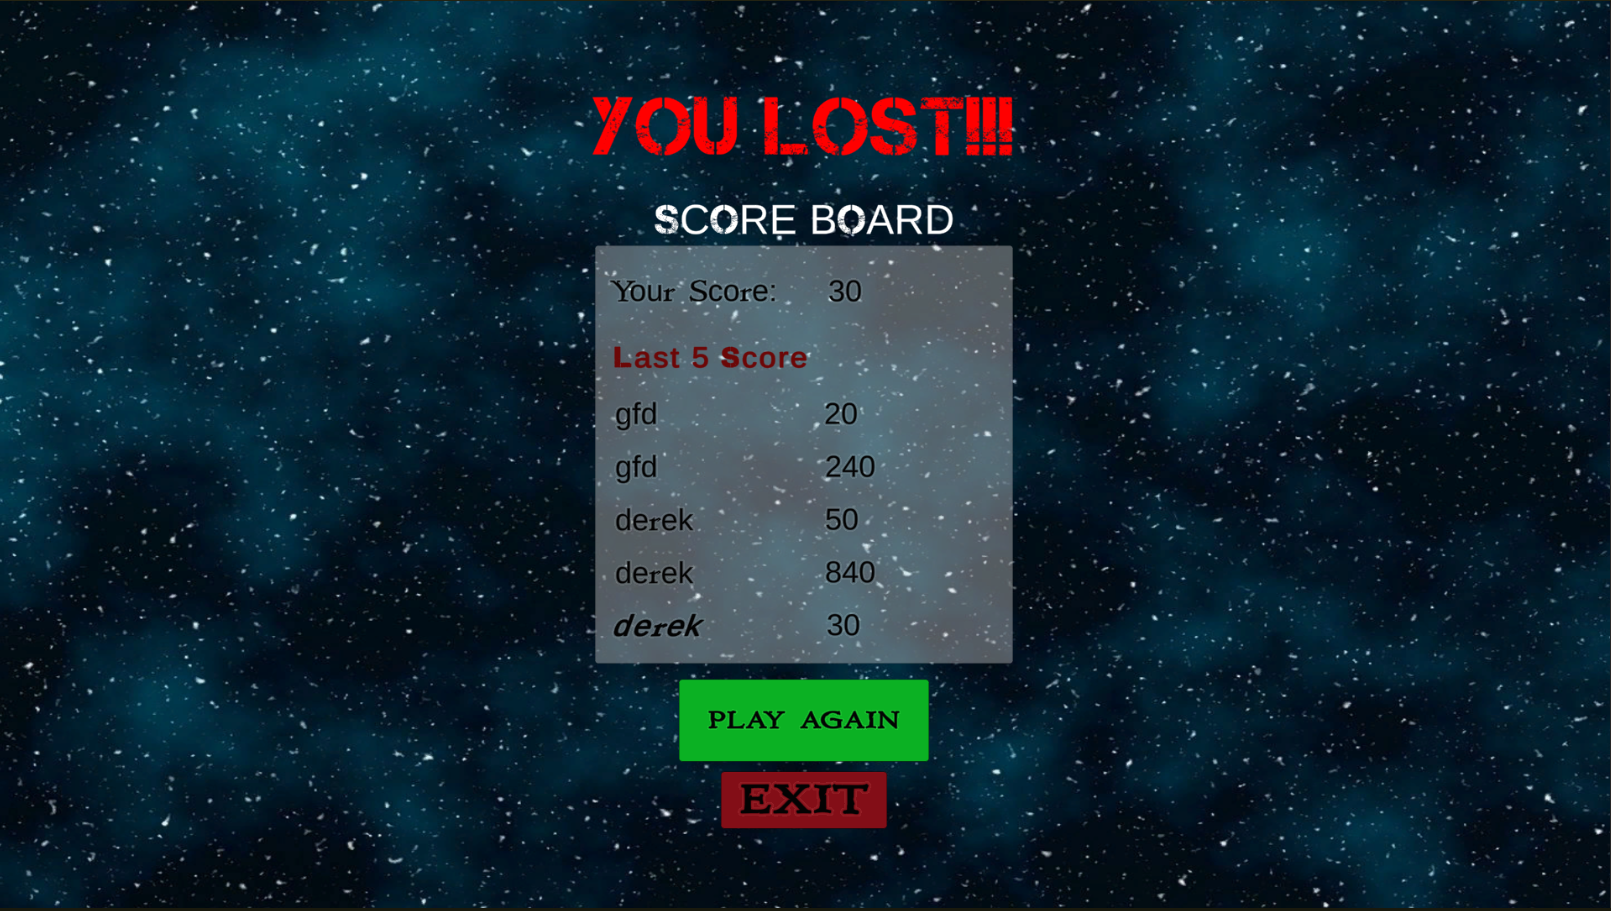 YOU LOST!!!
SCORE BOARD
Your Score: 30
Last 5 Score
gfd 20
gfd 240
derek 50
derek 840
derek 30
PLAY AGAIN
EXIT